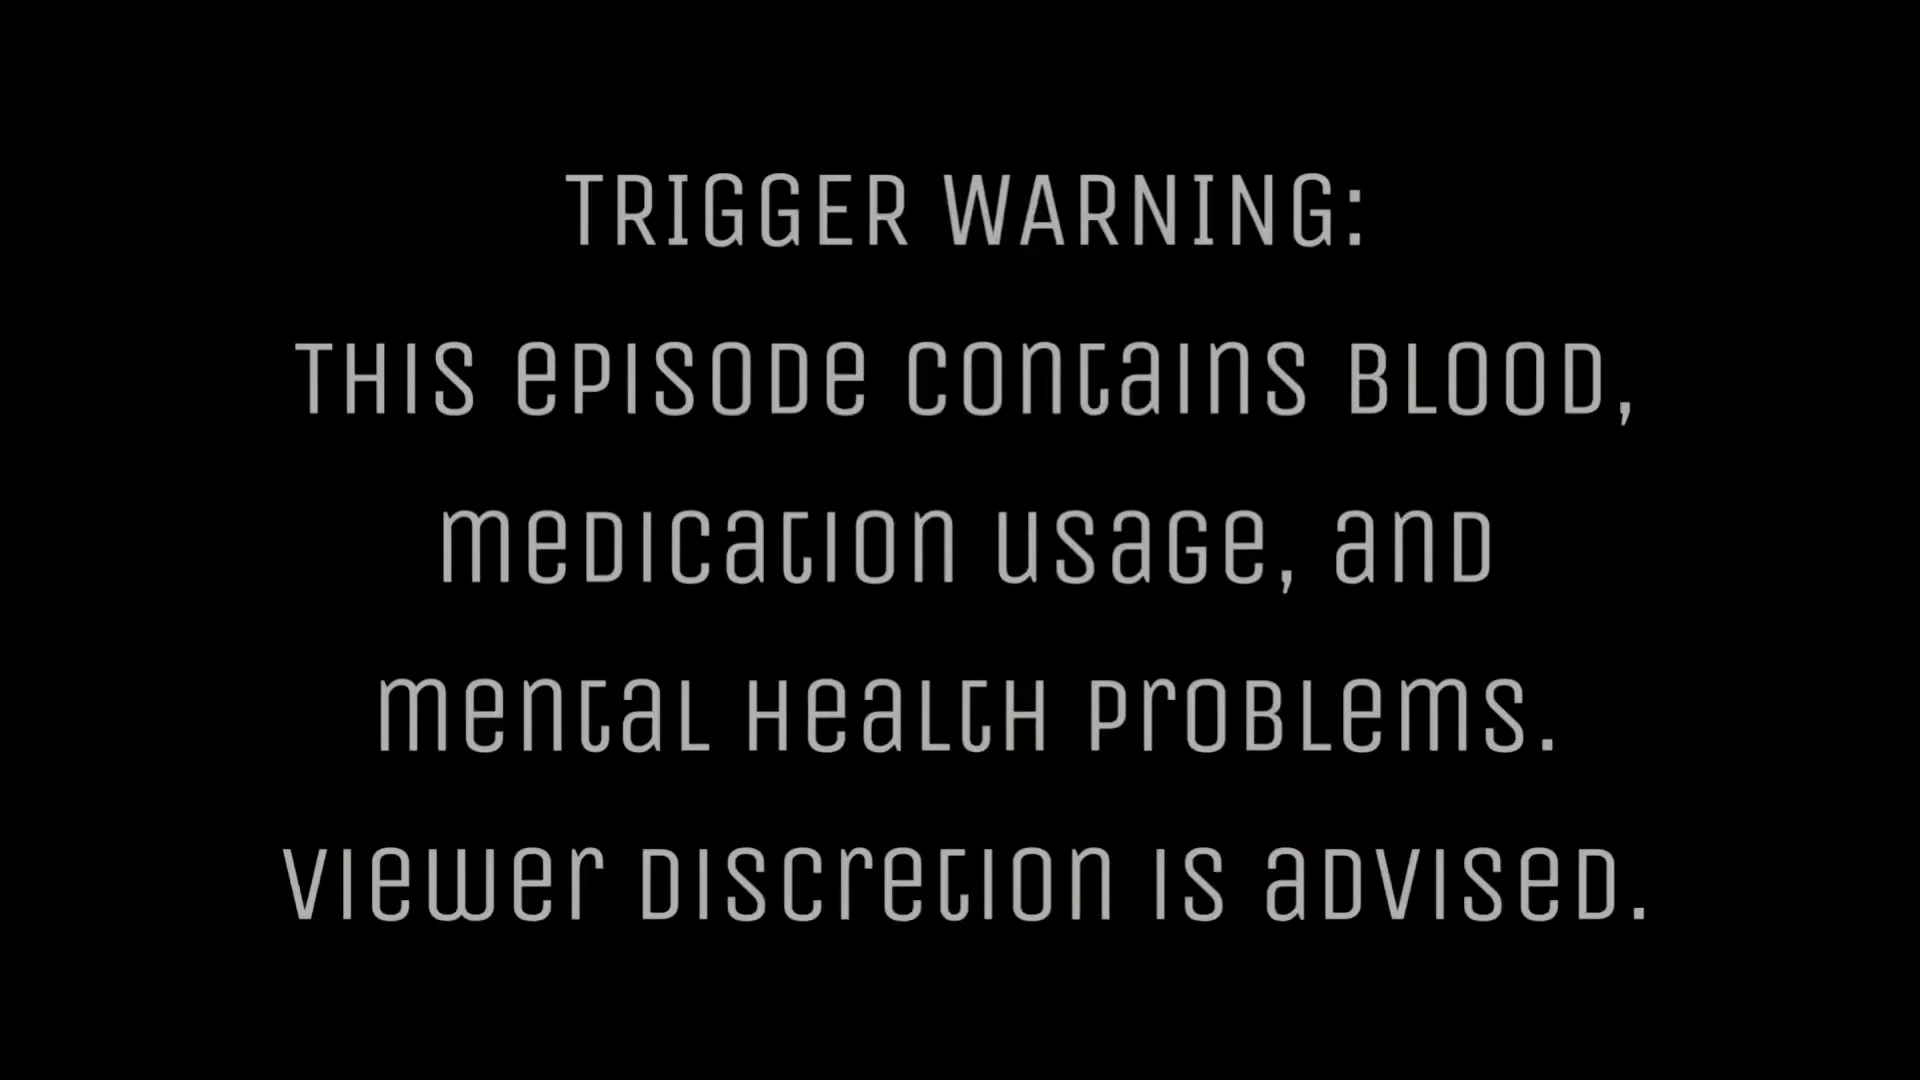 TRIGGER WARNING:
THIS EPISODE CONTAINS BLOOD,
MEDICATION USAGE, AND
MENTAL HEALTH PROBLEMS.
VIEWER DISCRETION IS ADVISED.